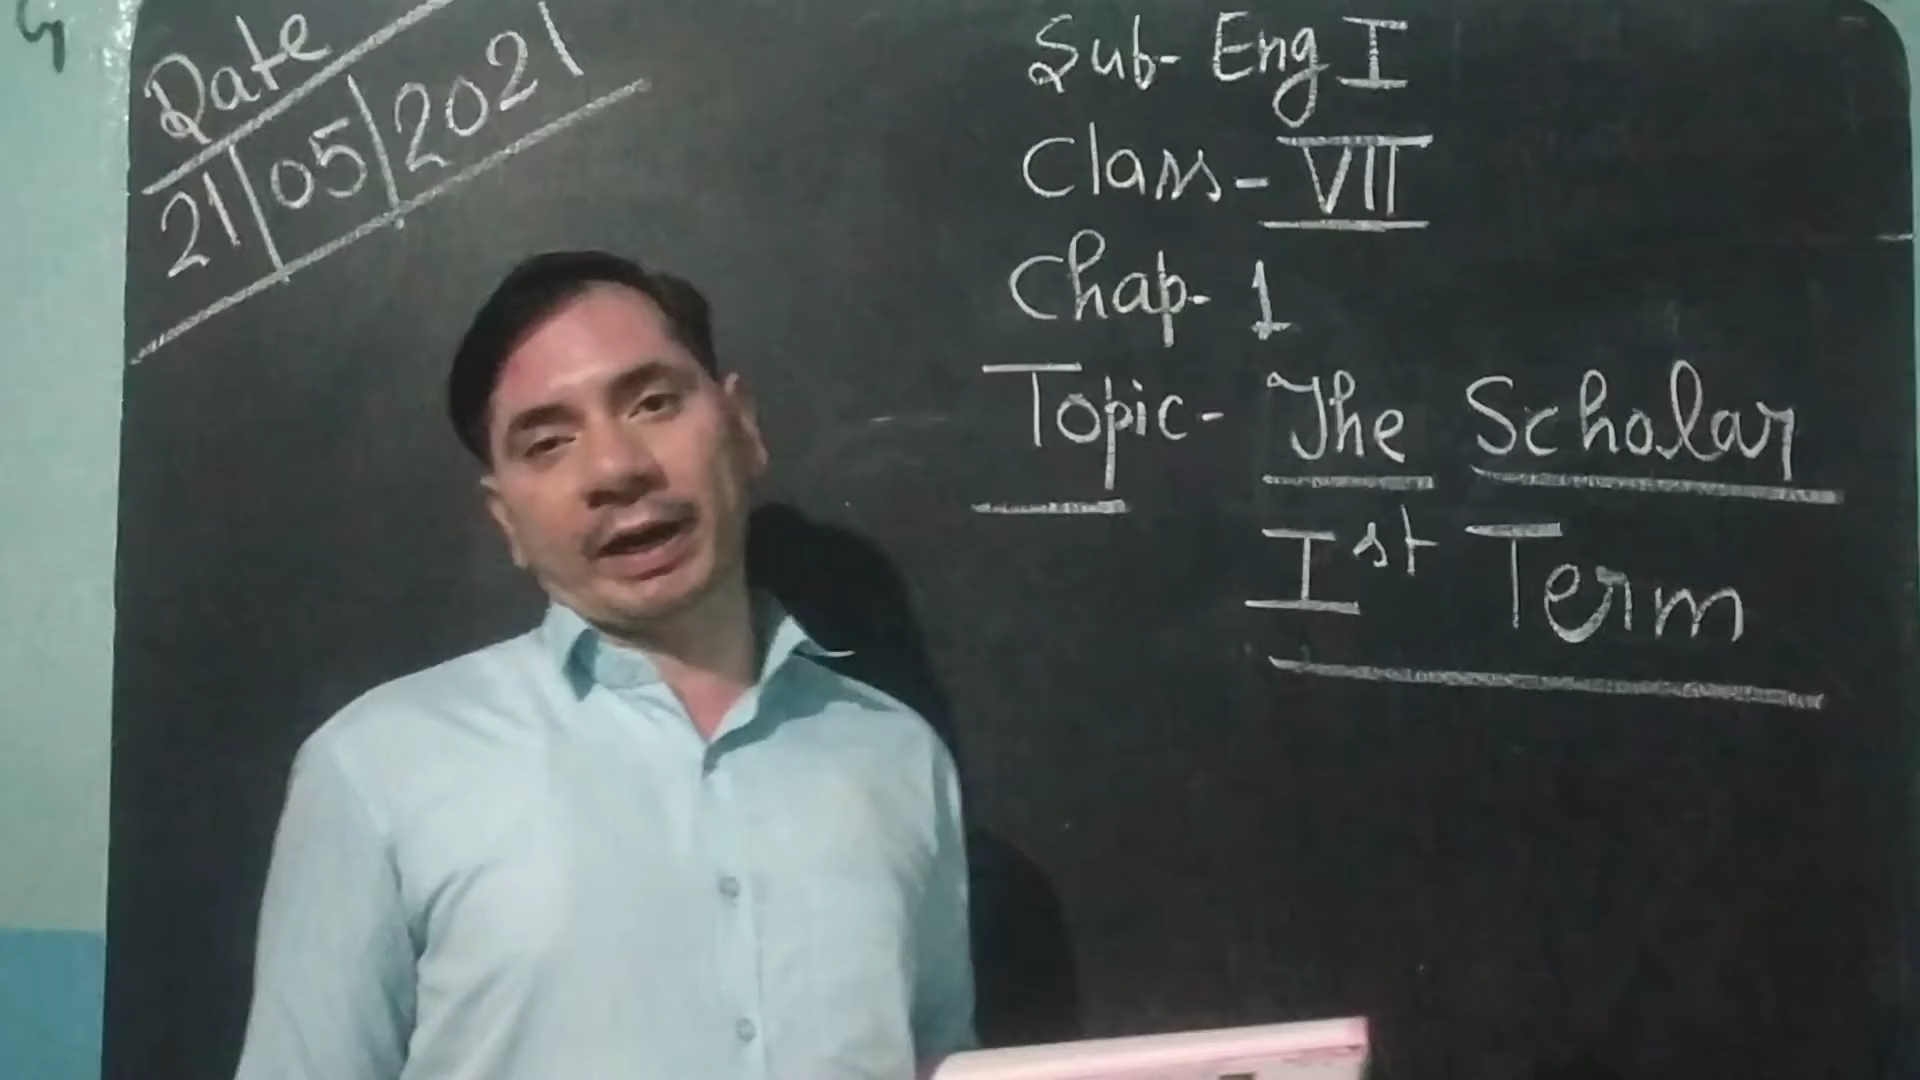 Date
21|05|2021
Sub- Eng I
Class- VII
Chap- 1
Topic- The Scholar
Ist Term